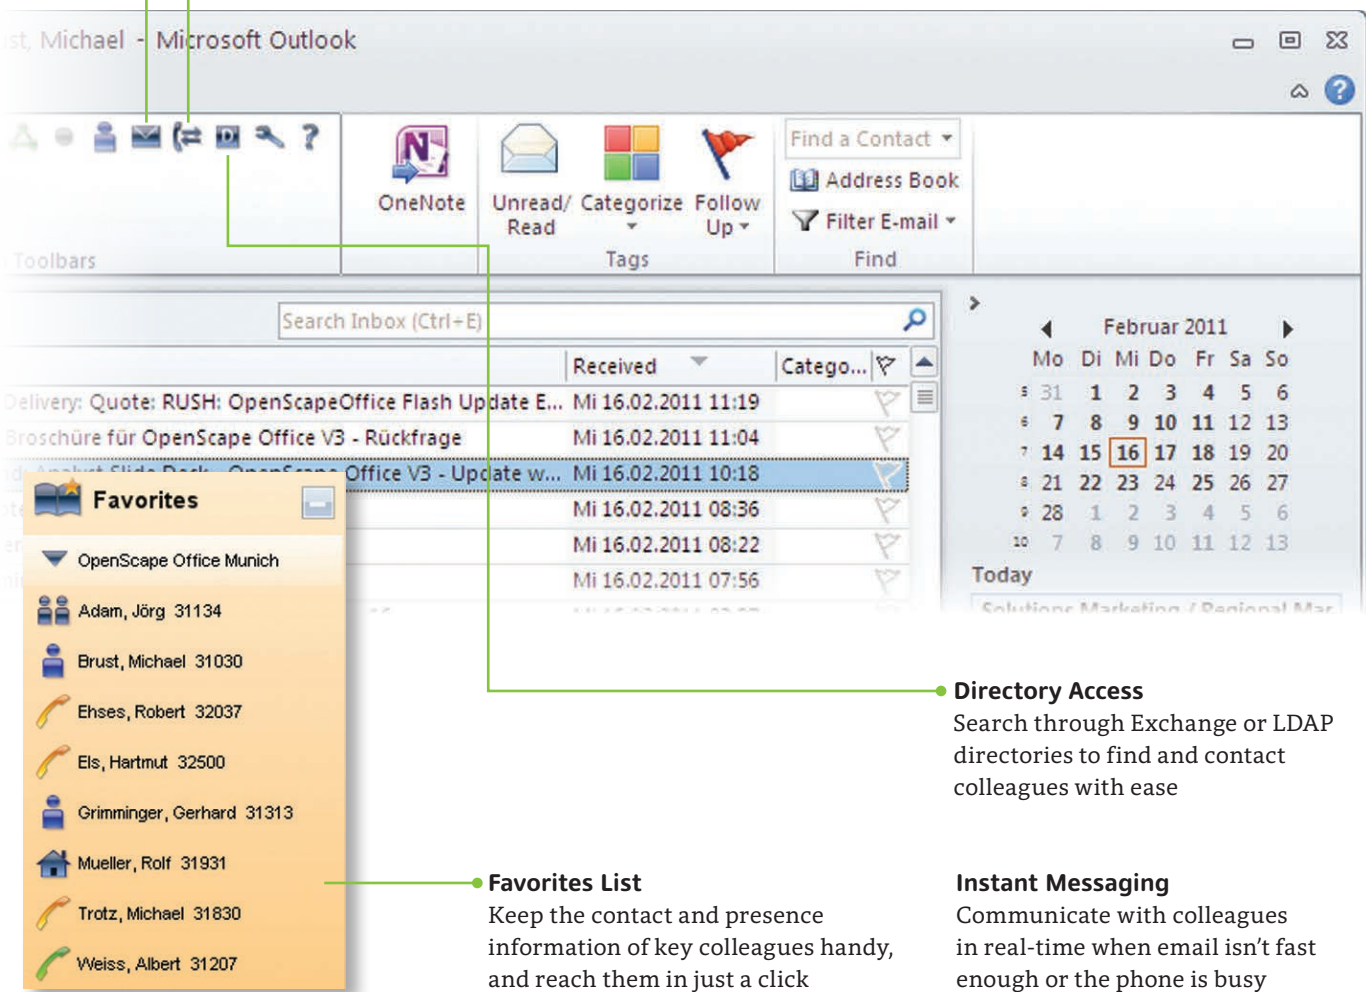 st, Michael - Microsoft Outlook
OneNote
Unread/ Read
Categorize
Follow Up
Find a Contact
Address Book
Filter E-mail
Toolbars
Tags
Find
Search Inbox (Ctrl+E)
Received Catego...
Delivery: Quote: RUSH: OpenScapeOffice Flash Update E... Mi 16.02.2011 11:19
Broschüre für OpenScape Office V3 - Rückfrage Mi 16.02.2011 11:04
Analyst Slide Deck - OpenScape Office V3 - Update w... Mi 16.02.2011 10:18
Mi 16.02.2011 08:36
Mi 16.02.2011 08:22
Mi 16.02.2011 07:56
Februar 2011
Mo Di Mi Do Fr Sa So
5 31 1 2 3 4 5 6
6 7 8 9 10 11 12 13
7 14 15 16 17 18 19 20
8 21 22 23 24 25 26 27
9 28 1 2 3 4 5 6
10 7 8 9 10 11 12 13
Today
Solutions Marketing / Regional Mar
Favorites
OpenScape Office Munich
Adam, Jörg 31134
Brust, Michael 31030
Ehses, Robert 32037
Els, Hartmut 32500
Grimminger, Gerhard 31313
Mueller, Rolf 31931
Trotz, Michael 31830
Weiss, Albert 31207
Directory Access
Search through Exchange or LDAP
directories to find and contact
colleagues with ease
Favorites List
Keep the contact and presence
information of key colleagues handy,
and reach them in just a click
Instant Messaging
Communicate with colleagues
in real-time when email isn't fast
enough or the phone is busy